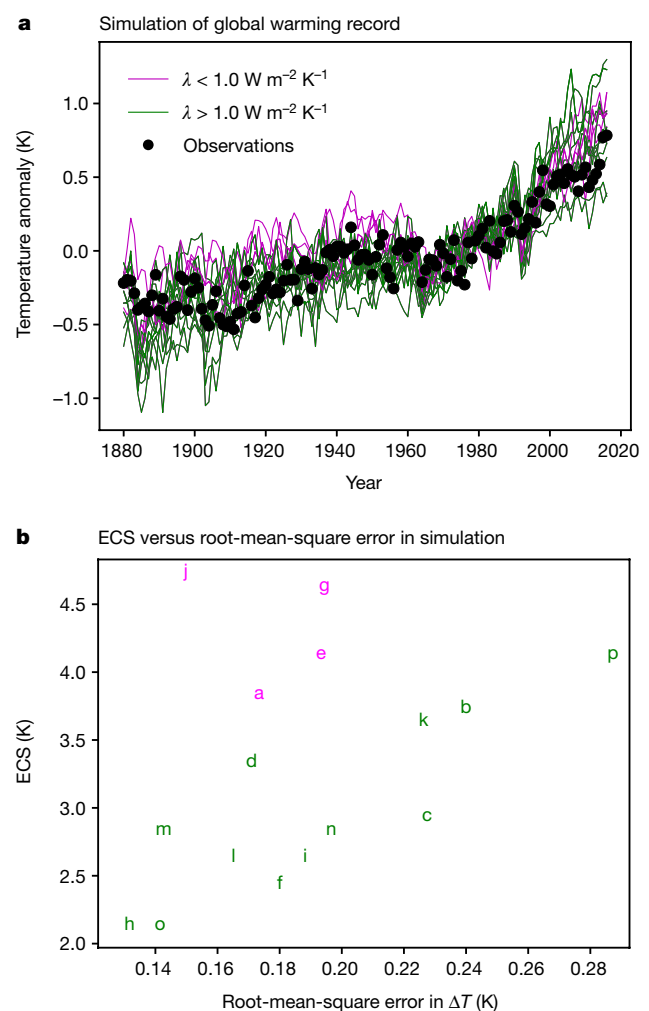 a Simulation of global warming record
λ < 1.0 W m⁻² K⁻¹
λ > 1.0 W m⁻² K⁻¹
Observations
Temperature anomaly (K)
1.0
0.5
0.0
−0.5
−1.0
1880 1900 1920 1940 1960 1980 2000 2020
Year
b ECS versus root-mean-square error in simulation
ECS (K)
4.5
4.0
3.5
3.0
2.5
2.0
j
g
e
p
a
b
k
d
c
m
n
l
i
f
h
o
0.14 0.16 0.18 0.20 0.22 0.24 0.26 0.28
Root-mean-square error in ΔT (K)